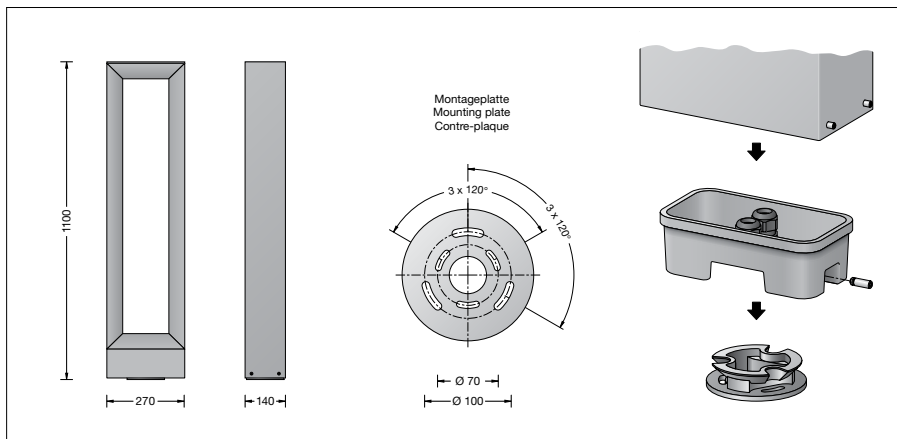 1100
270
140
Montageplatte
Mounting plate
Contre-plaque
3 x 120°
3 x 120°
Ø 70
Ø 100